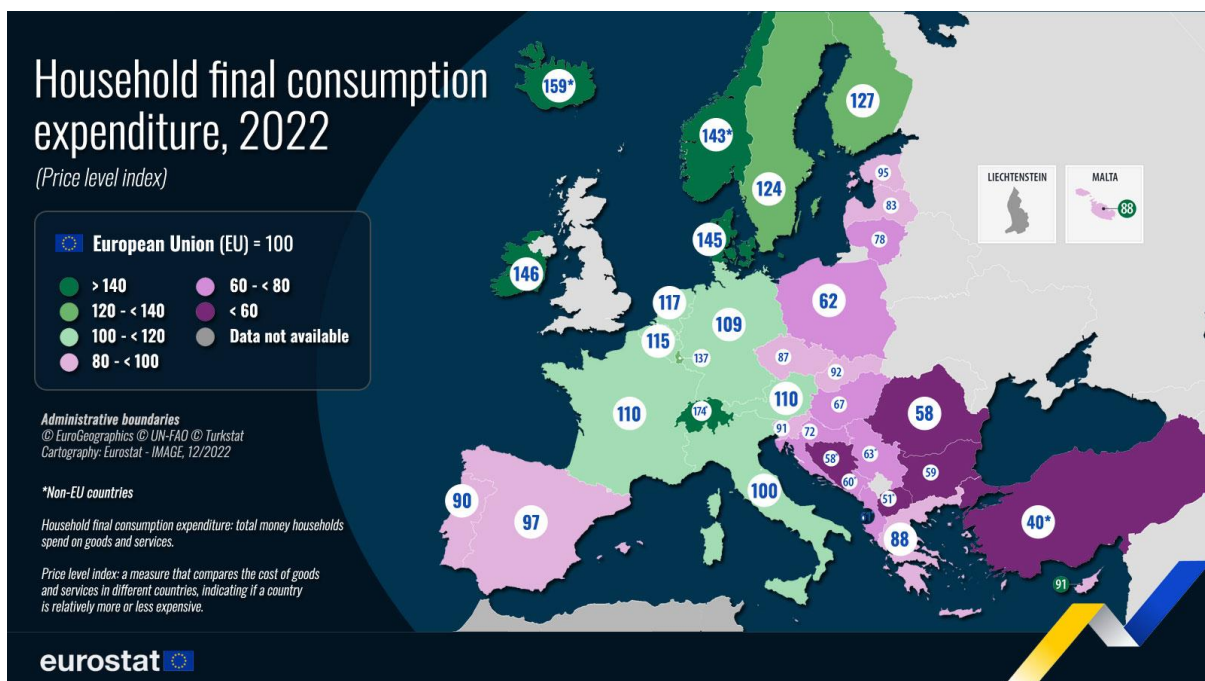 Household final consumption
expenditure, 2022
(Price level index)
European Union (EU) = 100
> 140
120 - < 140
100 - < 120
80 - < 100
60 - < 80
< 60
Data not available
Administrative boundaries
© EuroGeographics © UN-FAO © Turkstat
Cartography: Eurostat - IMAGE, 12/2022
*Non-EU countries
Household final consumption expenditure: total money households
spend on goods and services.
Price level index: a measure that compares the cost of goods
and services in different countries, indicating if a country
is relatively more or less expensive.
159*
127
143*
124
95
83
78
LIECHTENSTEIN
MALTA
88
145
146
117
62
109
115
137
87
92
110
174*
110
67
58
91
72
58*
63*
59
60*
51*
100
90
97
88
40*
91
eurostat